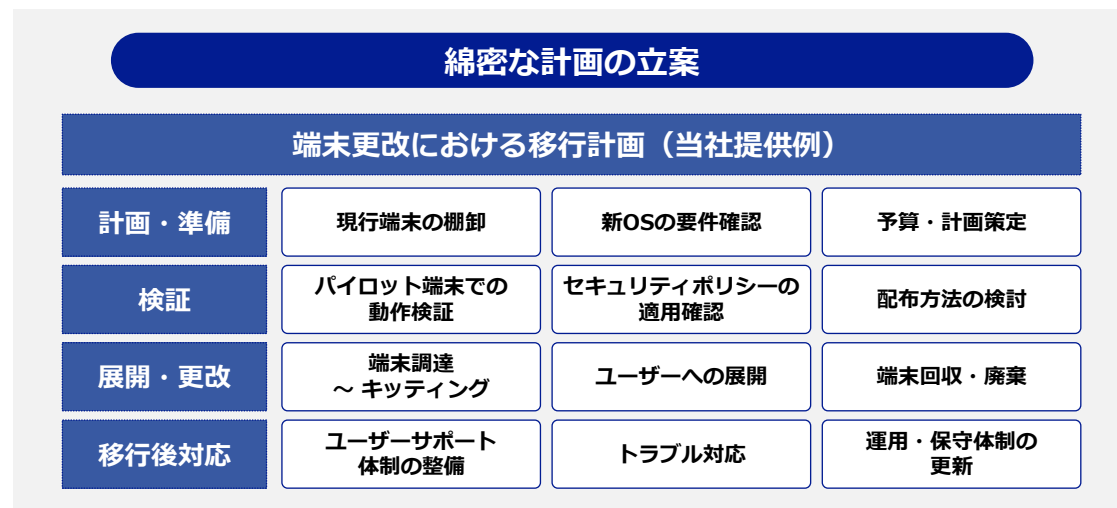 綿密な計画の立案
端末更改における移行計画（当社提供例）
計画・準備
現行端末の棚卸
新OSの要件確認
予算・計画策定
検証
パイロット端末での
動作検証
セキュリティポリシーの
適用確認
配布方法の検討
展開・更改
端末調達
～ キッティング
ユーザーへの展開
端末回収・廃棄
移行後対応
ユーザーサポート
体制の整備
トラブル対応
運用・保守体制の
更新